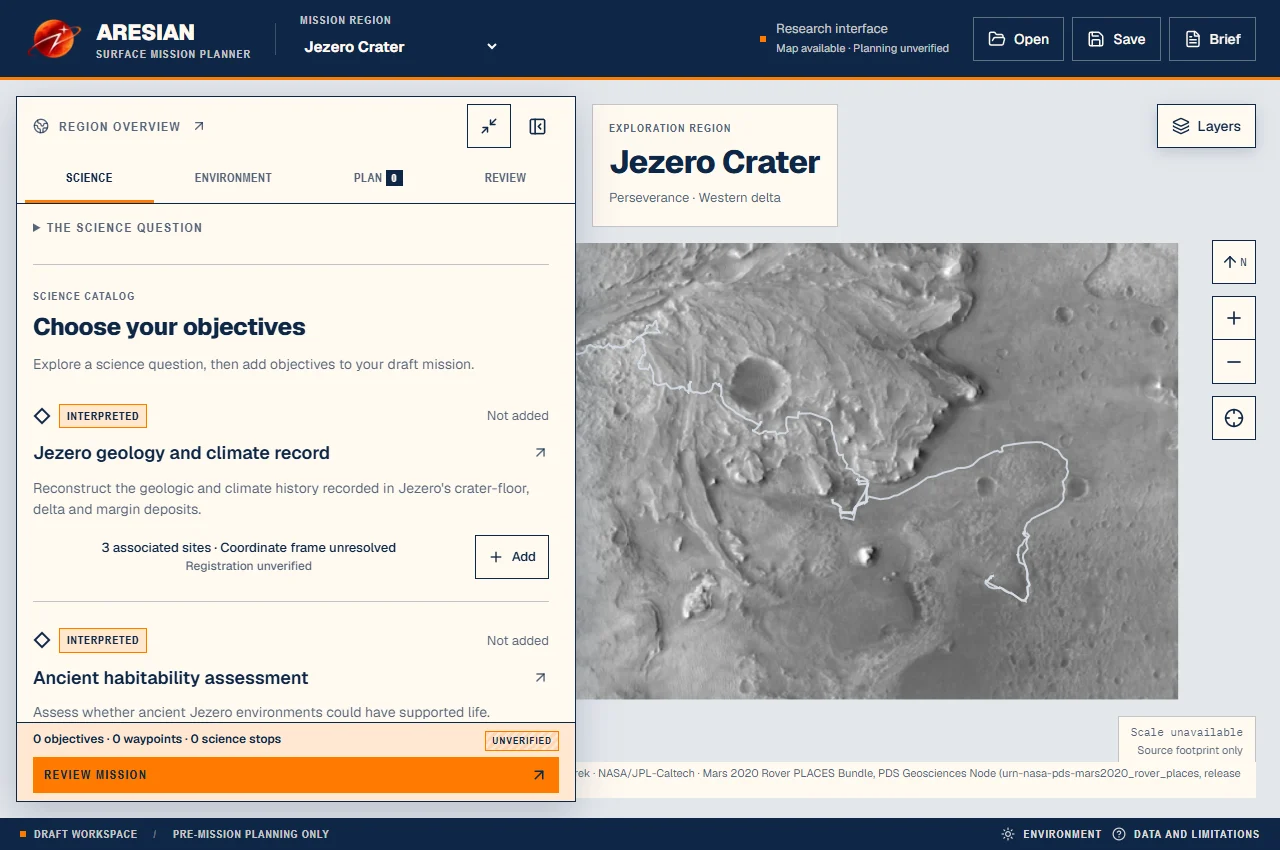 ARESIAN
SURFACE MISSION PLANNER
MISSION REGION
Jezero Crater
Research interface
Map available · Planning unverified
Open
Save
Brief
REGION OVERVIEW
SCIENCE
ENVIRONMENT
PLAN 0
REVIEW
THE SCIENCE QUESTION
SCIENCE CATALOG
Choose your objectives
Explore a science question, then add objectives to your draft mission.
INTERPRETED
Not added
Jezero geology and climate record
Reconstruct the geologic and climate history recorded in Jezero's crater-floor,
delta and margin deposits.
3 associated sites · Coordinate frame unresolved
Registration unverified
Add
INTERPRETED
Not added
Ancient habitability assessment
Assess whether ancient Jezero environments could have supported life.
0 objectives · 0 waypoints · 0 science stops
UNVERIFIED
REVIEW MISSION
EXPLORATION REGION
Jezero Crater
Perseverance · Western delta
Layers
N
Scale unavailable
Source footprint only
rek · NASA/JPL-Caltech · Mars 2020 Rover PLACES Bundle, PDS Geosciences Node (urn-nasa-pds-mars2020_rover_places, release
DRAFT WORKSPACE / PRE-MISSION PLANNING ONLY
ENVIRONMENT
DATA AND LIMITATIONS